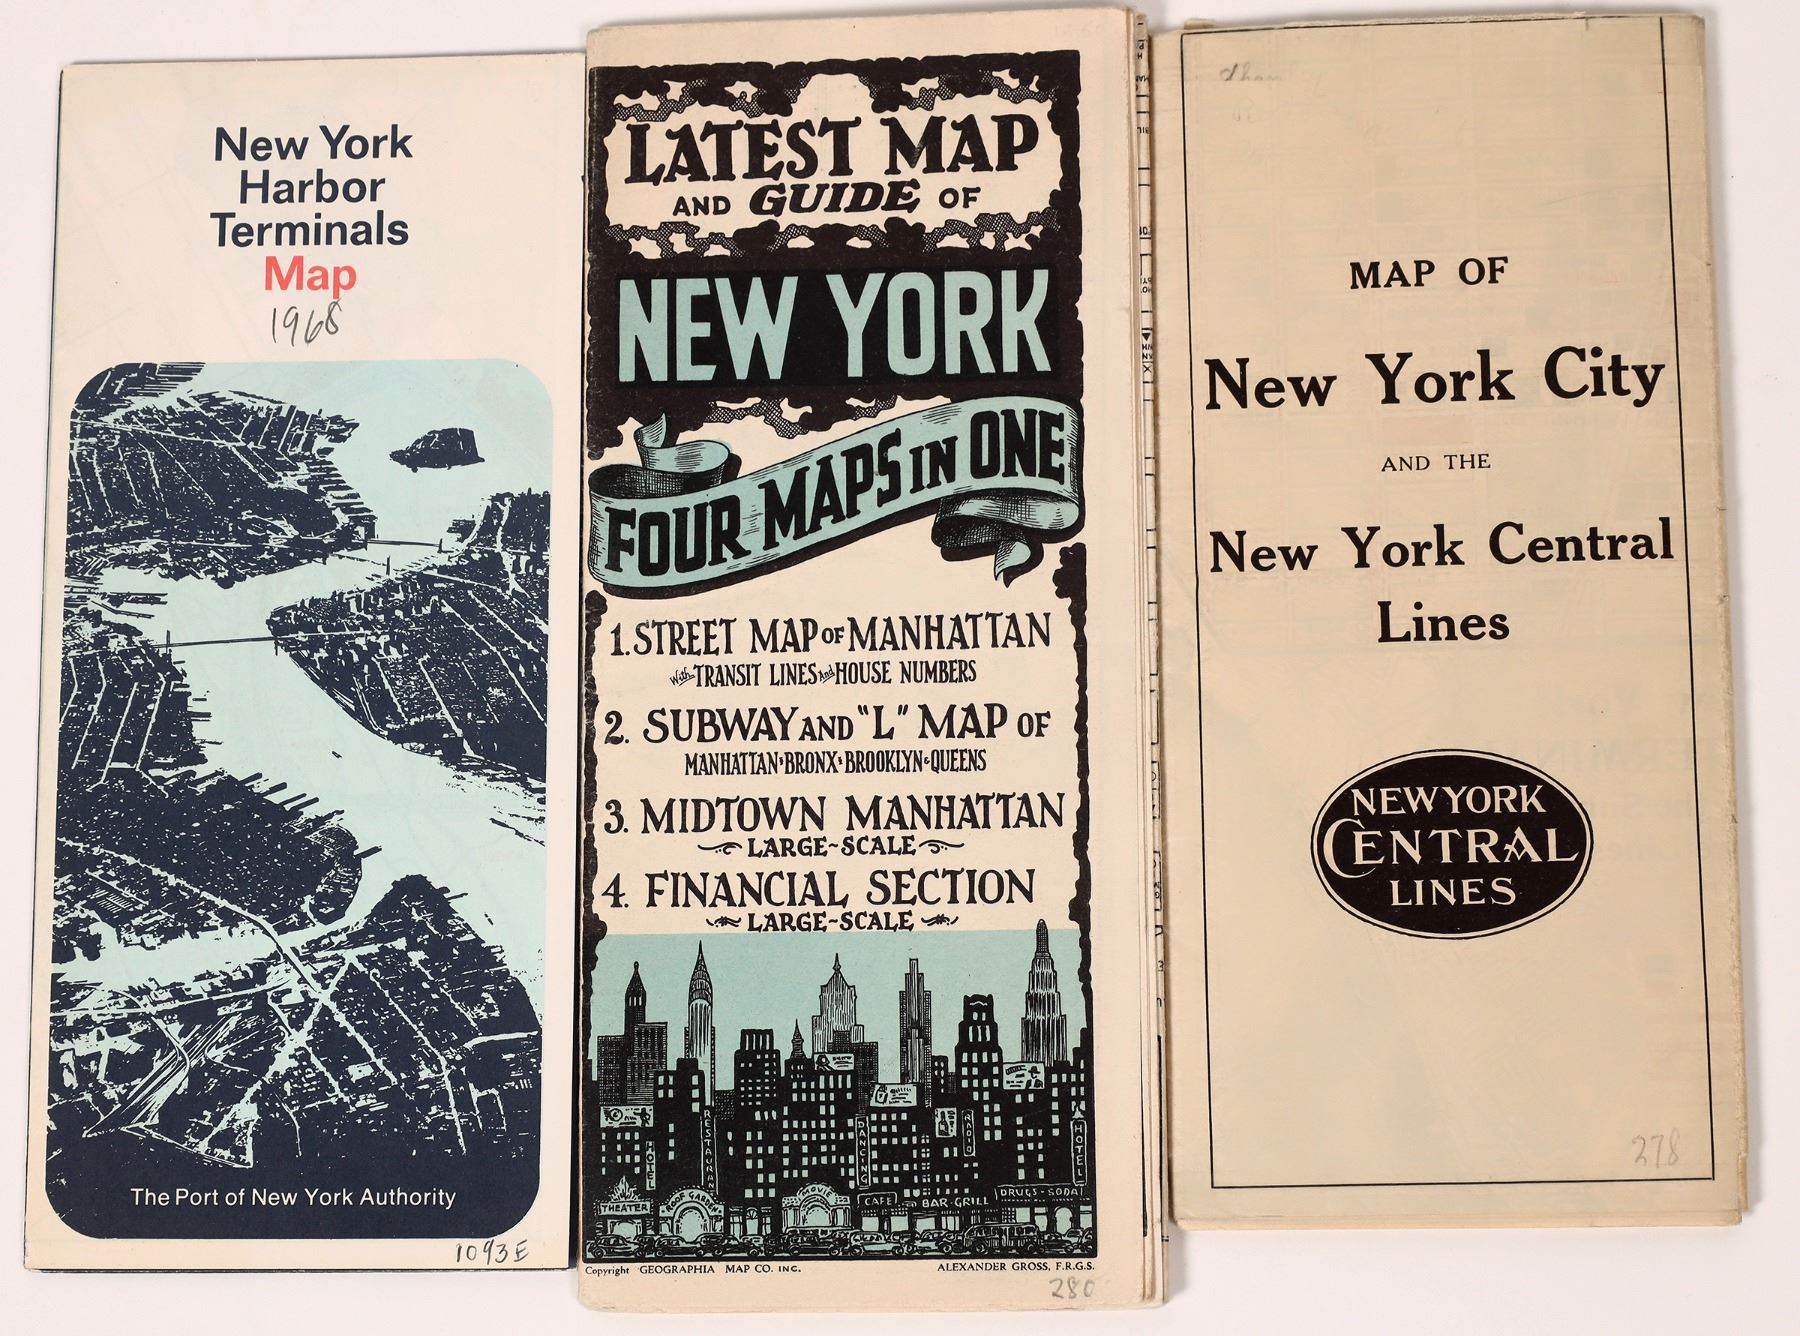 New York
Harbor
Terminals
Map
1968
The Port of New York Authority
1093E
LATEST MAP
AND GUIDE OF
NEW YORK
FOUR MAPS IN ONE
1. STREET MAP OF MANHATTAN
With TRANSIT LINES And HOUSE NUMBERS
2. SUBWAY AND "L" MAP OF
MANHATTAN·BRONX·BROOKLYN·QUEENS
3. MIDTOWN MANHATTAN
LARGE~SCALE
4. FINANCIAL SECTION
LARGE~SCALE
HOTEL
RESTAURANT
DANCING
RADIO
HOTEL
THEATER
ROOF GARDEN
MOVIE
CAFE
BAR·GRILL
DRUGS·SODA
Copyright GEOGRAPHIA MAP CO. INC.
ALEXANDER GROSS, F.R.G.S.
280
MAP OF
New York City
AND THE
New York Central
Lines
NEW YORK
CENTRAL
LINES
278